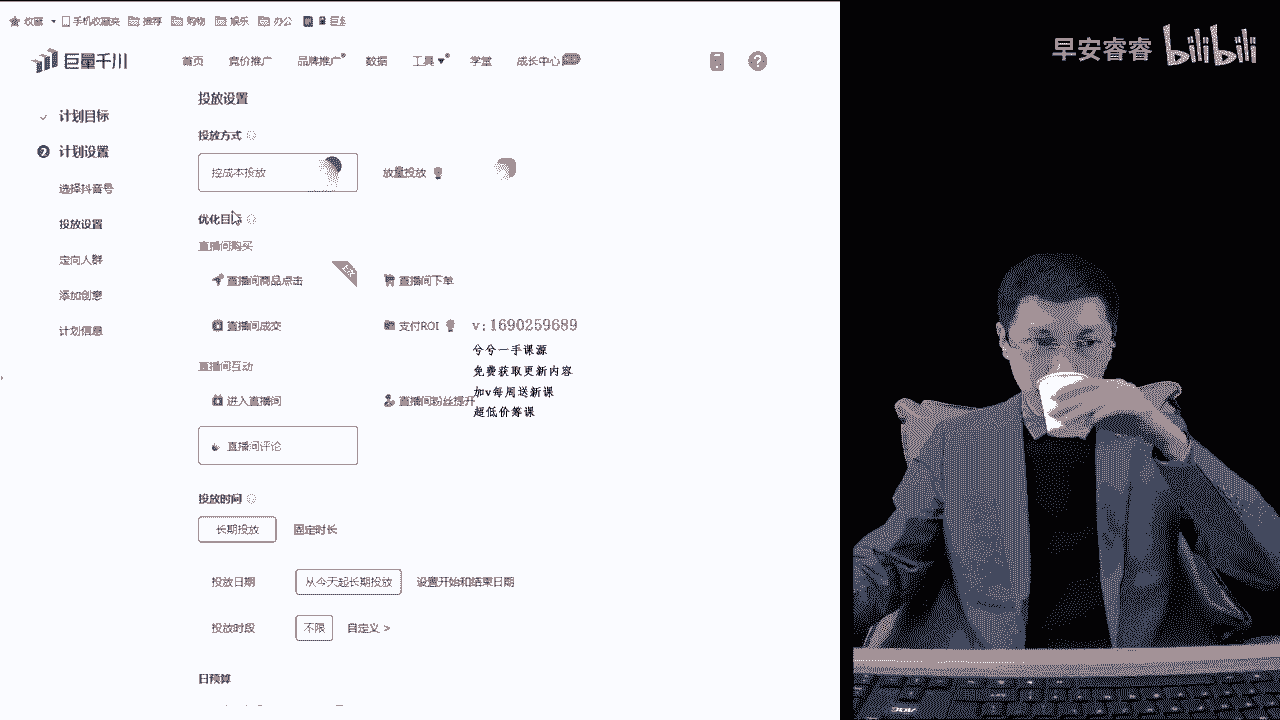 收藏 手机收藏夹 推荐 购物 娱乐 办公 巨量
早安睿睿 bilibili
巨量千川 首页 竞价推广 品牌推广 数据 工具 学堂 成长中心
投放设置
计划目标
投放方式
2 计划设置
控成本投放 放量投放
选择抖音号
优化目标
投放设置
直播间购买
定向人群
直播间商品点击 直播间下单
添加创意
直播间成交 支付ROI v:1690259689
计划信息
兮兮一手课源
直播间互动
免费获取更新内容
加v每周送新课
进入直播间 直播间粉丝提升
超低价筹课
直播间评论
投放时间
长期投放 固定时长
投放日期 从今天起长期投放 设置开始和结束日期
投放时段 不限 自定义 >
日预算